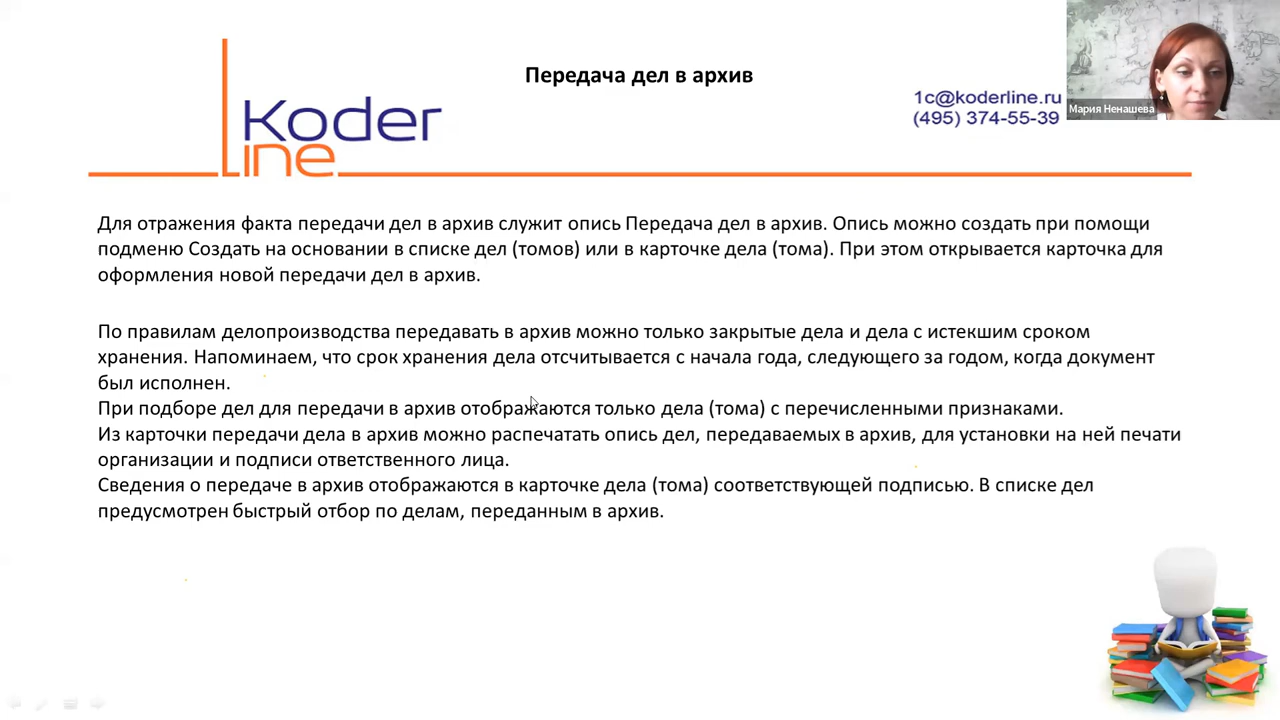 Передача дел в архив
Koder
Line
1c@koderline.ru
(495) 374-55-39
Мария Ненашева
Для отражения факта передачи дел в архив служит опись Передача дел в архив. Опись можно создать при помощи
подменю Создать на основании в списке дел (томов) или в карточке дела (тома). При этом открывается карточка для
оформления новой передачи дел в архив.
По правилам делопроизводства передавать в архив можно только закрытые дела и дела с истекшим сроком
хранения. Напоминаем, что срок хранения дела отсчитывается с начала года, следующего за годом, когда документ
был исполнен.
При подборе дел для передачи в архив отображаются только дела (тома) с перечисленными признаками.
Из карточки передачи дела в архив можно распечатать опись дел, передаваемых в архив, для установки на ней печати
организации и подписи ответственного лица.
Сведения о передаче в архив отображаются в карточке дела (тома) соответствующей подписью. В списке дел
предусмотрен быстрый отбор по делам, переданным в архив.